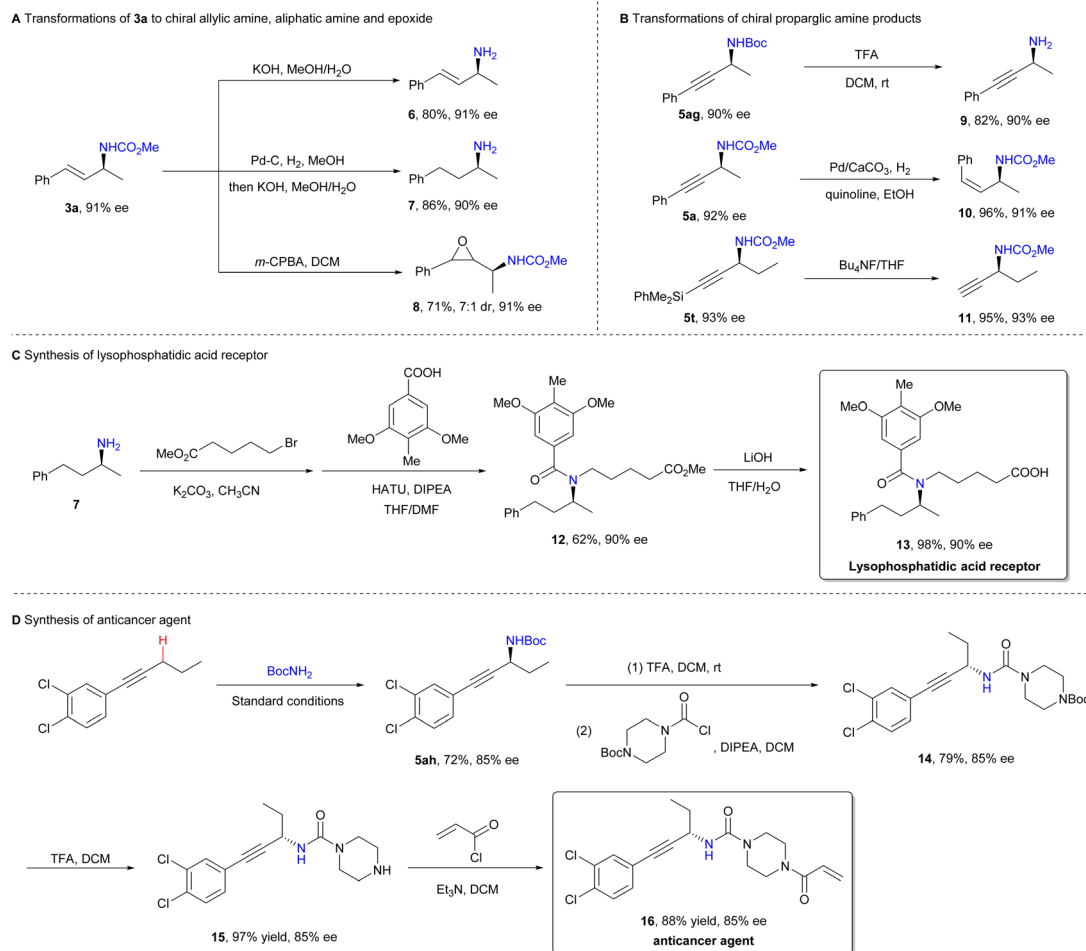 A Transformations of 3a to chiral allylic amine, aliphatic amine and epoxide
NHCO₂Me
Ph
3a, 91% ee
KOH, MeOH/H₂O
NH₂
Ph
6, 80%, 91% ee
Pd-C, H₂, MeOH
then KOH, MeOH/H₂O
NH₂
Ph
7, 86%, 90% ee
m-CPBA, DCM
O
Ph
NHCO₂Me
8, 71%, 7:1 dr, 91% ee
B Transformations of chiral proparglic amine products
NHBoc
Ph
5ag, 90% ee
TFA
DCM, rt
NH₂
Ph
9, 82%, 90% ee
NHCO₂Me
Ph
5a, 92% ee
Pd/CaCO₃, H₂
quinoline, EtOH
Ph
NHCO₂Me
10, 96%, 91% ee
NHCO₂Me
PhMe₂Si
5t, 93% ee
Bu₄NF/THF
NHCO₂Me
11, 95%, 93% ee
C Synthesis of lysophosphatidic acid receptor
NH₂
Ph
7
MeO₂C
Br
K₂CO₃, CH₃CN
COOH
MeO
OMe
Me
HATU, DIPEA
THF/DMF
Me
MeO
OMe
O
N
COOMe
Ph
12, 62%, 90% ee
LiOH
THF/H₂O
Me
MeO
OMe
O
N
COOH
Ph
13, 98%, 90% ee
Lysophosphatidic acid receptor
D Synthesis of anticancer agent
H
Cl
Cl
BocNH₂
Standard conditions
NHBoc
Cl
Cl
5ah, 72%, 85% ee
(1) TFA, DCM, rt
(2)
O
N
Cl
BocN
, DIPEA, DCM
O
N
H
N
NBoc
Cl
Cl
14, 79%, 85% ee
TFA, DCM
O
N
H
N
NH
Cl
Cl
15, 97% yield, 85% ee
O
Cl
Et₃N, DCM
O
N
H
N
N
O
Cl
Cl
16, 88% yield, 85% ee
anticancer agent